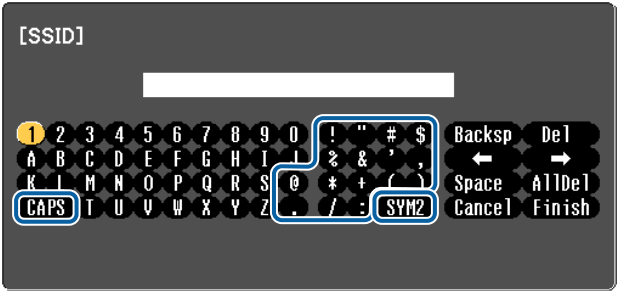 [SSID]
1 2 3 4 5 6 7 8 9 0 ! " # $ Backsp Del
A B C D E F G H I J % & ' , ← →
K L M N O P Q R S @ * + ( ) Space AllDel
CAPS T U V W X Y Z . / : SYM2 Cancel Finish